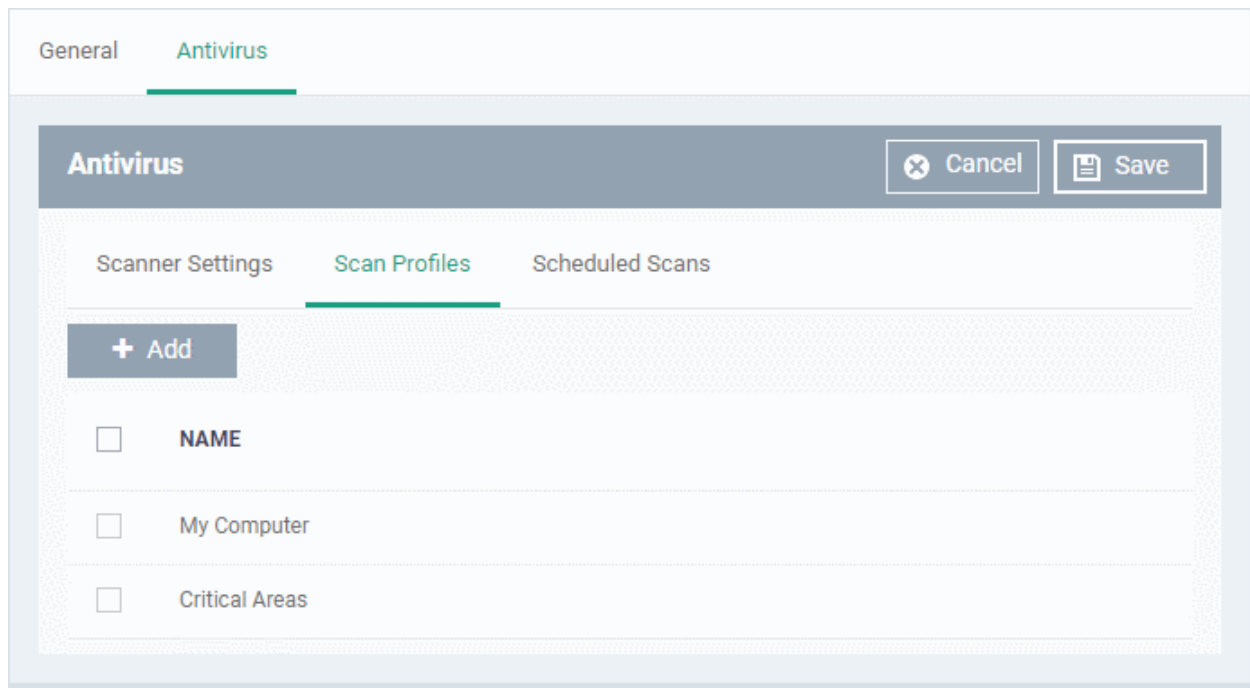 General Antivirus
Antivirus Cancel Save
Scanner Settings Scan Profiles Scheduled Scans
+ Add
NAME
My Computer
Critical Areas